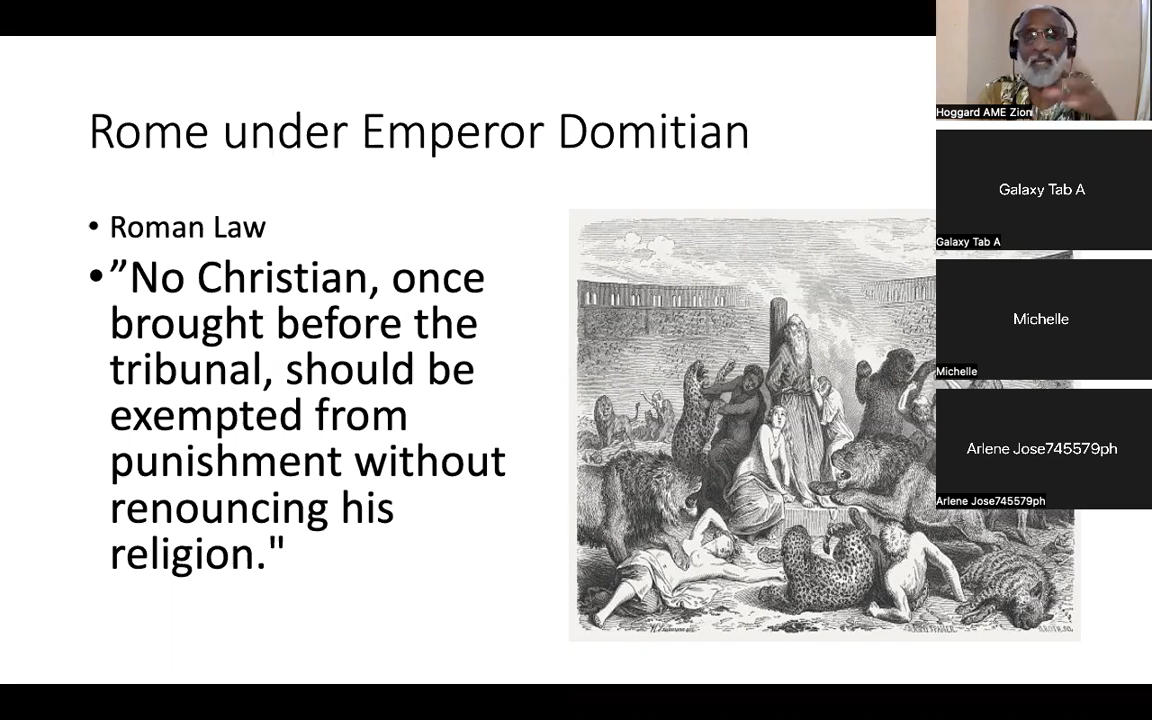 Rome under Emperor Domitian
• Roman Law
• ”No Christian, once
brought before the
tribunal, should be
exempted from
punishment without
renouncing his
religion."
Hoggard AME Zion
Galaxy Tab A
Galaxy Tab A
Michelle
Michelle
Arlene Jose745579ph
Arlene Jose745579ph